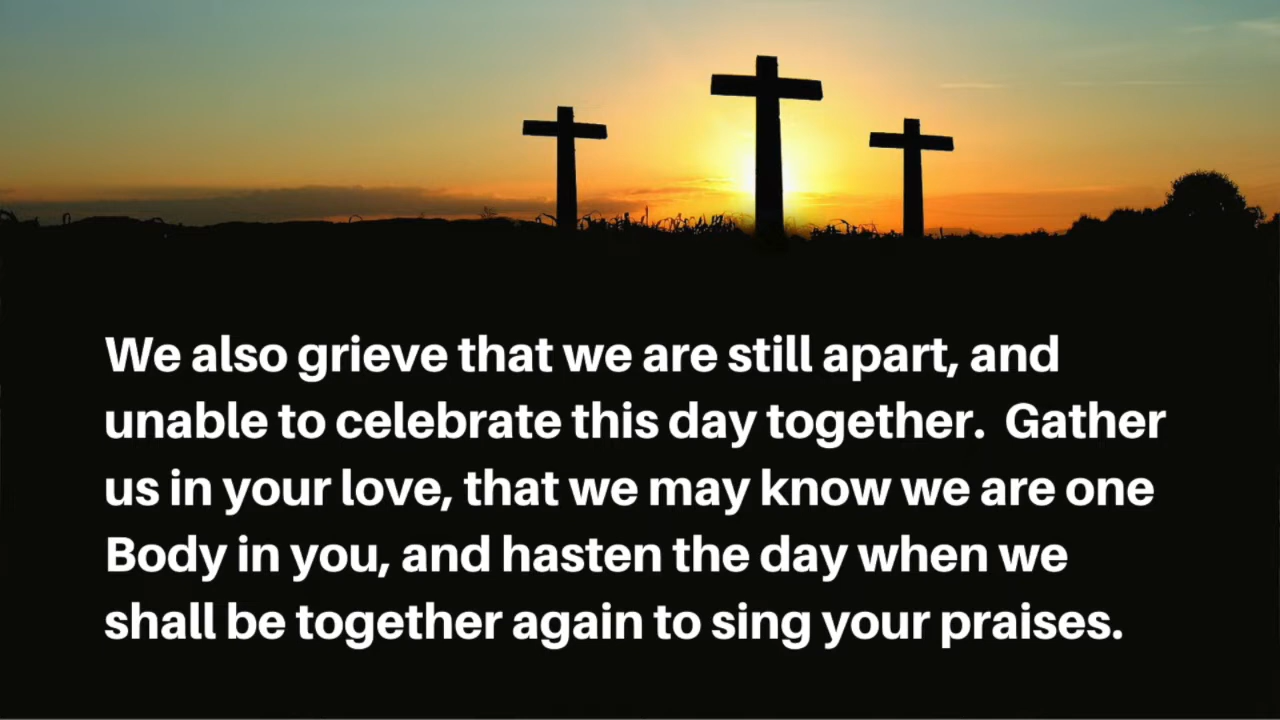 We also grieve that we are still apart, and
unable to celebrate this day together.  Gather
us in your love, that we may know we are one
Body in you, and hasten the day when we
shall be together again to sing your praises.